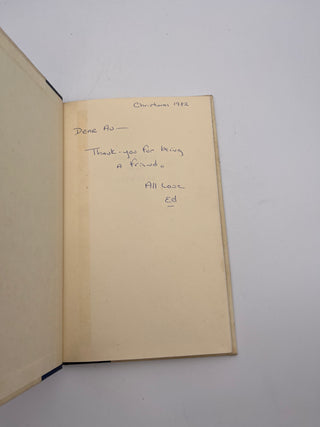 Christmas 1982
Dear Au—
Thank-you for being
a friend.
All Love
Ed